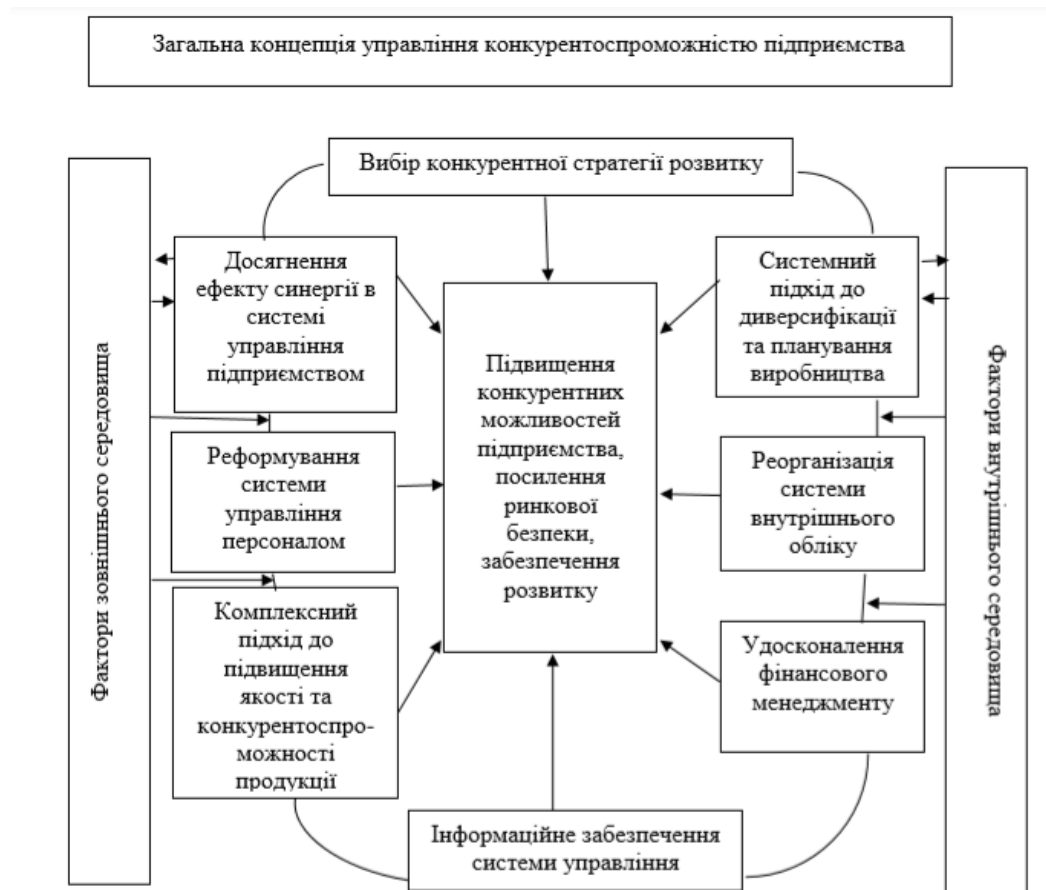 Загальна концепція управління конкурентоспроможністю підприємства
Вибір конкурентної стратегії розвитку
Фактори зовнішнього середовища
Досягнення
ефекту синергії в
системі
управління
підприємством
Реформування
системи
управління
персоналом
Комплексний
підхід до
підвищення
якості та
конкурентоспро-
можності
продукції
Підвищення
конкурентних
можливостей
підприємства,
посилення
ринкової
безпеки,
забезпечення
розвитку
Системний
підхід до
диверсифікації
та планування
виробництва
Реорганізація
системи
внутрішнього
обліку
Удосконалення
фінансового
менеджменту
Фактори внутрішнього середовища
Інформаційне забезпечення
системи управління